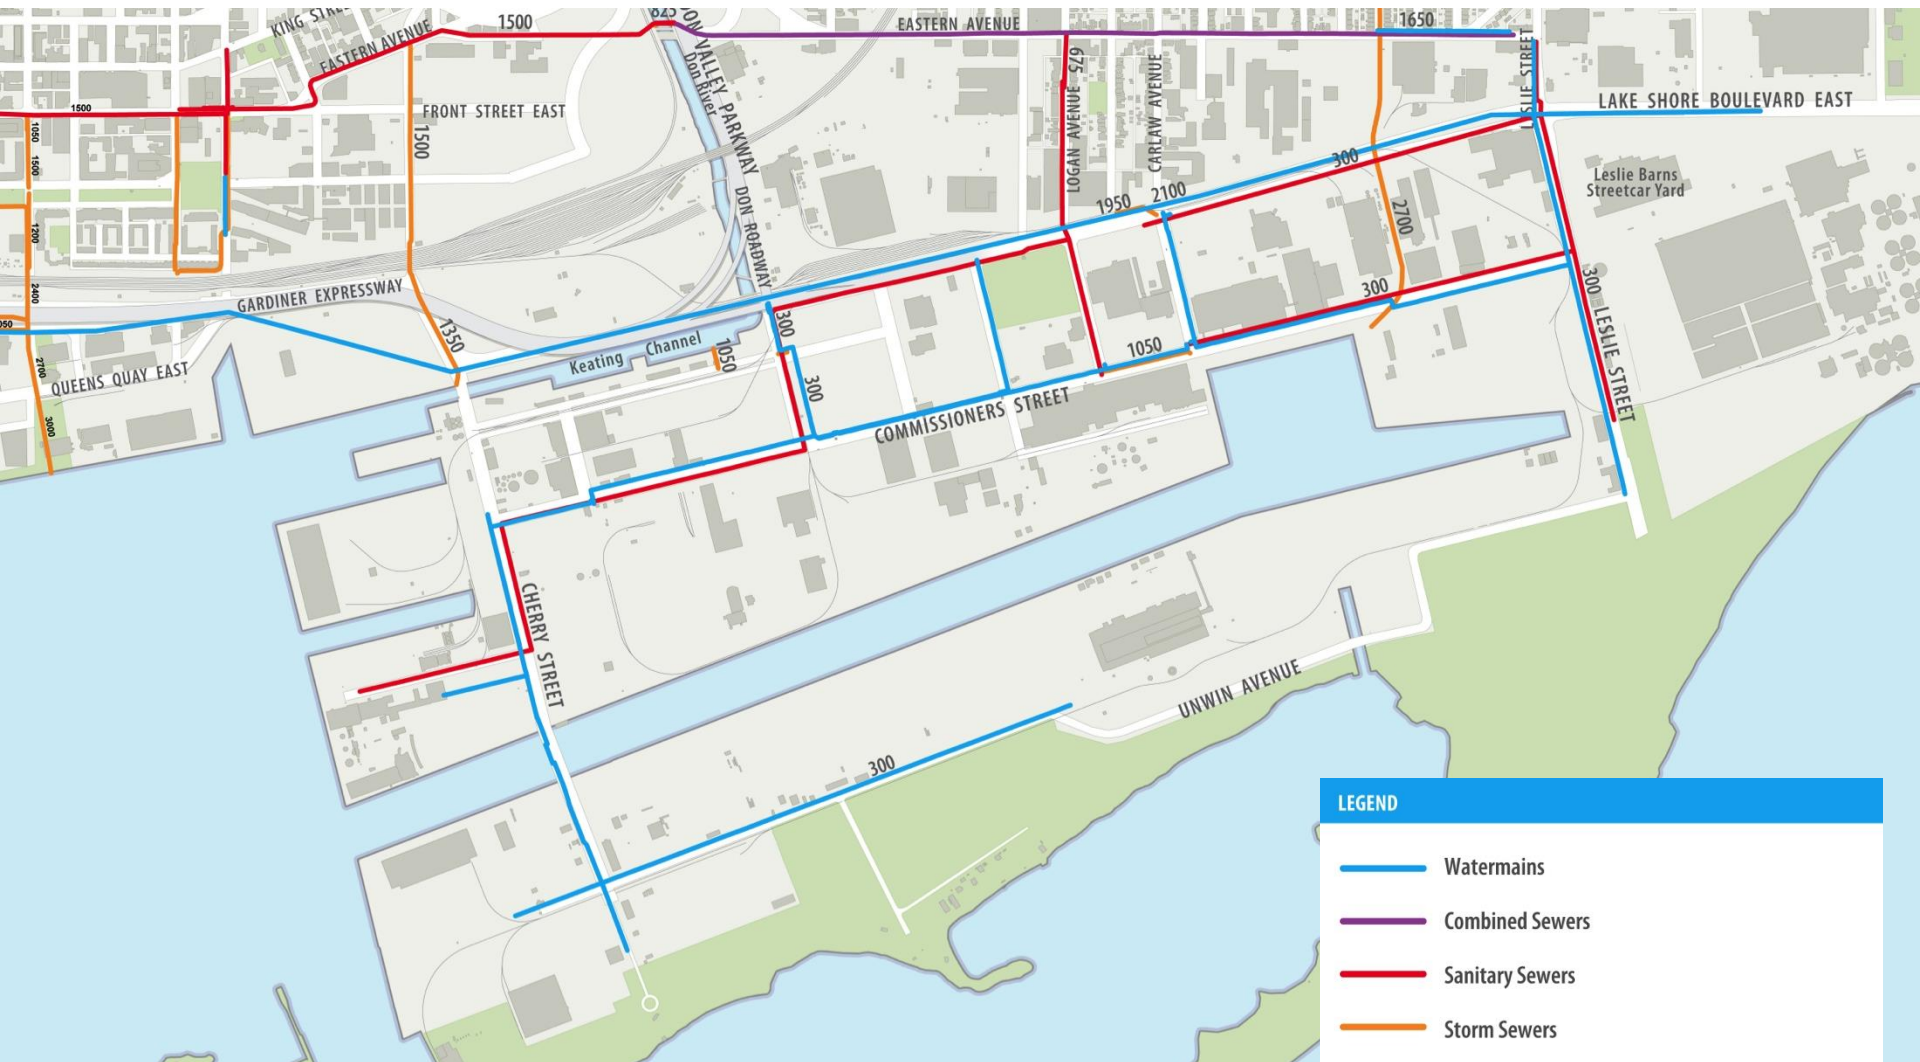 KING STREE
EASTERN AVENUE
1500
825
DON VALLEY PARKWAY
Don River
EASTERN AVENUE
1650
LESLIE STREET
675
LOGAN AVENUE
CARLAW AVENUE
1500
FRONT STREET EAST
1500
LAKE SHORE BOULEVARD EAST
1050
1500
300
Leslie Barns
Streetcar Yard
DON ROADWAY
1950
2100
2700
1200
2400
GARDINER EXPRESSWAY
300
300
LESLIE STREET
050
1350
300
Keating Channel
1050
1050
2700
QUEENS QUAY EAST
300
3000
COMMISSIONERS STREET
CHERRY STREET
UNWIN AVENUE
300
LEGEND
Watermains
Combined Sewers
Sanitary Sewers
Storm Sewers